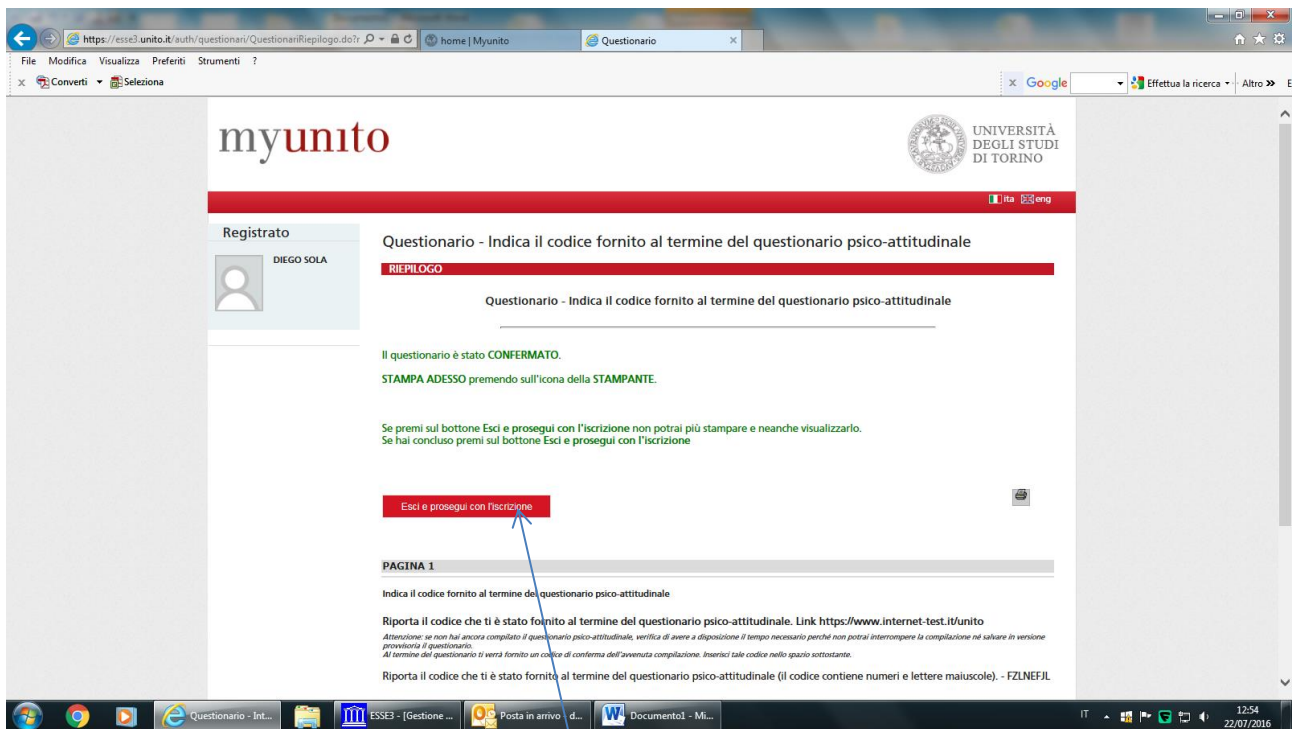 https://esse3.unito.it/auth/questionari/QuestionariRiepilogo.do?r
home | Myunito
Questionario
File Modifica Visualizza Preferiti Strumenti ?
x Converti Seleziona
x Google Effettua la ricerca Altro »
myunito
UNIVERSITÀ
DEGLI STUDI
DI TORINO
ita eng
Registrato
DIEGO SOLA
Questionario - Indica il codice fornito al termine del questionario psico-attitudinale
RIEPILOGO
Questionario - Indica il codice fornito al termine del questionario psico-attitudinale
Il questionario è stato CONFERMATO.
STAMPA ADESSO premendo sull'icona della STAMPANTE.
Se premi sul bottone Esci e prosegui con l'iscrizione non potrai più stampare e neanche visualizzarlo.
Se hai concluso premi sul bottone Esci e prosegui con l'iscrizione
Esci e prosegui con l'iscrizione
PAGINA 1
Indica il codice fornito al termine del questionario psico-attitudinale
Riporta il codice che ti è stato fornito al termine del questionario psico-attitudinale. Link https://www.internet-test.it/unito
Attenzione: se non hai ancora compilato il questionario psico-attitudinale, verifica di avere a disposizione il tempo necessario perché non potrai interrompere la compilazione né salvare in versione
provvisoria il questionario.
Al termine del questionario ti verrà fornito un codice di conferma dell'avvenuta compilazione. Inserisci tale codice nello spazio sottostante.
Riporta il codice che ti è stato fornito al termine del questionario psico-attitudinale (il codice contiene numeri e lettere maiuscole). - FZLNEFJL
Questionario - Int... ESSE3 - [Gestione ... Posta in arrivo - d... Documento1 - Mi... IT 12:54
22/07/2016